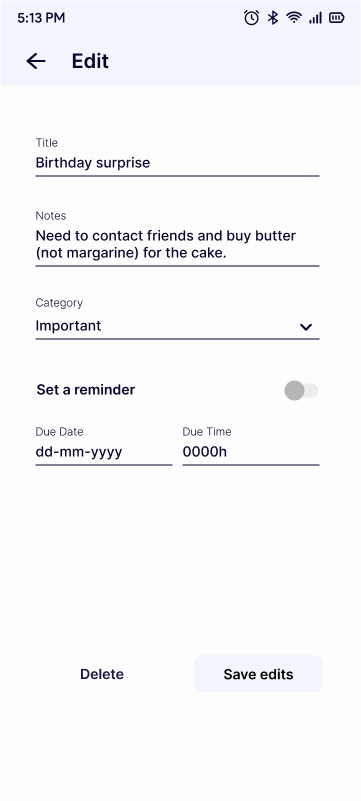 5:13 PM
Edit
Title
Birthday surprise
Notes
Need to contact friends and buy butter
(not margarine) for the cake.
Category
Important
Set a reminder
Due Date
Due Time
dd-mm-yyyy
0000h
Delete
Save edits